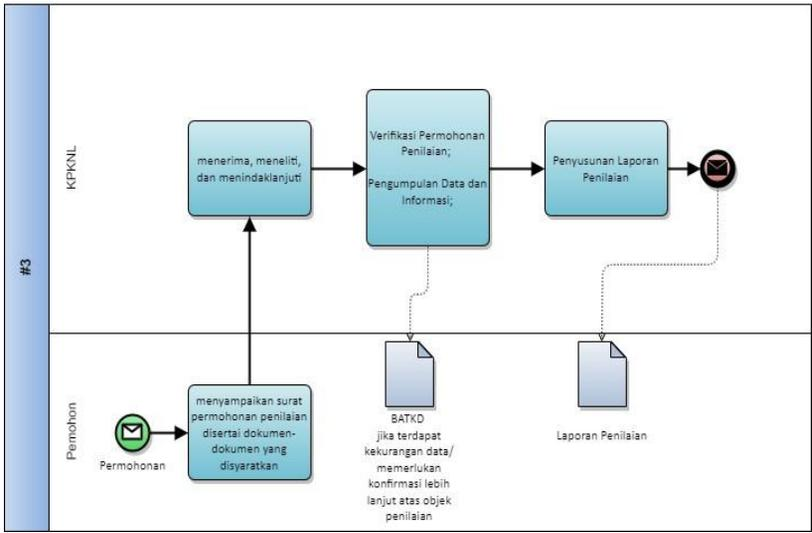 #3
KPKNL
menerima, meneliti,
dan menindaklanjuti
Verifikasi Permohonan
Penilaian;
Pengumpulan Data dan
Informasi;
Penyusunan Laporan
Penilaian
Pemohon
Permohonan
menyampaikan surat
permohonan penilaian
disertai dokumen-
dokumen yang
disyaratkan
BATKD
jika terdapat
kekurangan data/
memerlukan
konfirmasi lebih
lanjut atas objek
penilaian
Laporan Penilaian